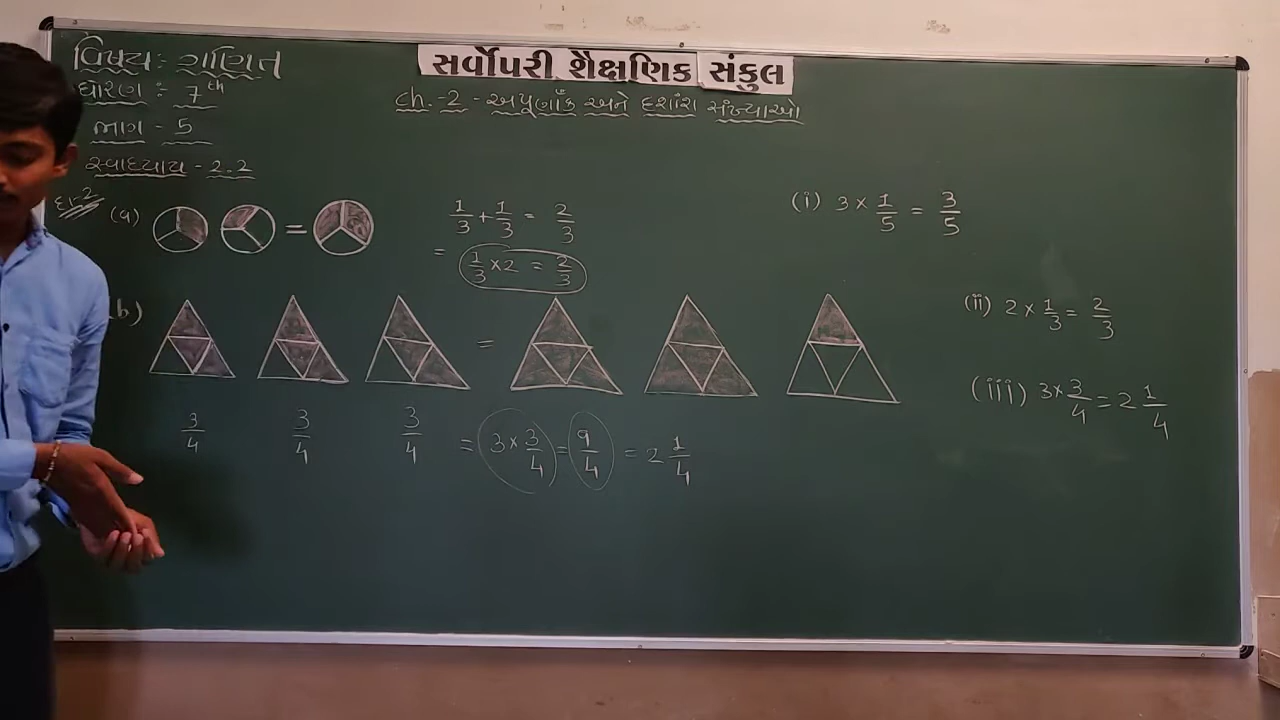 વિષય : ગણિત
સર્વોપરી શૈક્ષણિક સંકુલ
ધોરણ : 7th
ch.-2 - અપૂર્ણાંક અને દશાંશ સંખ્યાઓ
ભાગ - 5
સ્વાધ્યાય - 2.2
દા-2
(a) = 1/3 + 1/3 = 2/3
= 1/3 × 2 = 2/3
(i) 3 × 1/5 = 3/5
b) =
(ii) 2 × 1/3 = 2/3
(iii) 3 × 3/4 = 2 1/4
3/4 3/4 3/4 = 3 × 3/4 = 9/4 = 2 1/4